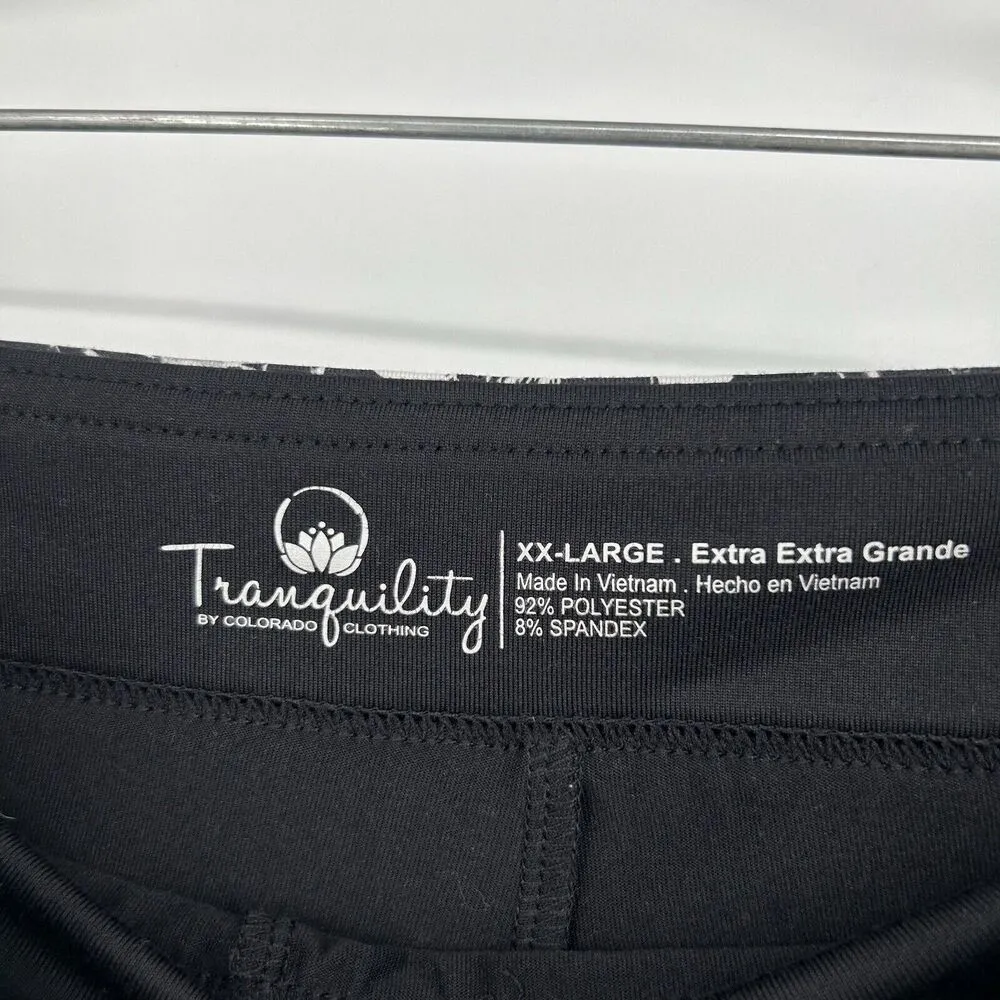 Tranquility
BY COLORADO CLOTHING
XX-LARGE . Extra Extra Grande
Made In Vietnam . Hecho en Vietnam
92% POLYESTER
8% SPANDEX